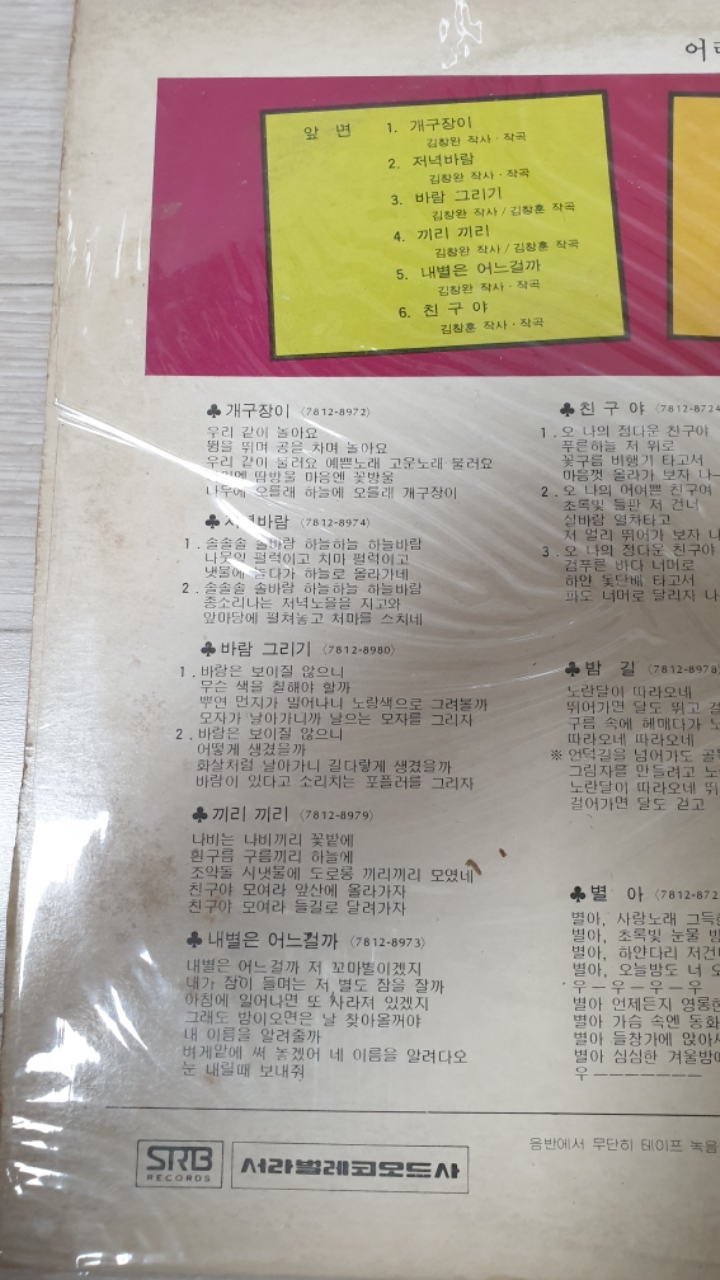 어
앞 면
1. 개구장이
김창완 작사 · 작곡
2. 저녁바람
김창완 작사 · 작곡
3. 바람 그리기
김창완 작사 / 김창훈 작곡
4. 끼리 끼리
김창완 작사 / 김창훈 작곡
5. 내별은 어느걸까
김창완 작사 · 작곡
6. 친 구 야
김창훈 작사 · 작곡
♣개구장이 〈7812-8972〉
우리 같이 놀아요
뜀을 뛰며 공을 차며 놀아요
우리 같이 불러요 예쁜노래 고운노래 불러요
땀방울 마음엔 꽃방울
나무에 오를래 하늘에 오를래 개구장이
♣저녁바람 〈7812-8974〉
1. 솔솔솔 솔바람 하늘하늘 하늘바람
나뭇잎 펄럭이고 치마 펄럭이고
냇물에 놀다가 하늘로 올라가네
2. 솔솔솔 솔바람 하늘하늘 하늘바람
종소리나는 저녁노을을 지고와
앞마당에 펼쳐놓고 처마를 스치네
♣바람 그리기 〈7812-8980〉
1. 바람은 보이질 않으니
무슨 색을 칠해야 할까
뿌연 먼지가 일어나니 노랑색으로 그려볼까
모자가 날아가니까 날으는 모자를 그리자
2. 바람은 보이질 않으니
어떻게 생겼을까
화살처럼 날아가니 길다랗게 생겼을까
바람이 있다고 소리치는 포플러를 그리자
♣끼리 끼리 〈7812-8979〉
나비는 나비끼리 꽃밭에
흰구름 구름끼리 하늘에
조약돌 시냇물에 도로롱 끼리끼리 모였네
친구야 모여라 앞산에 올라가자
친구야 모여라 들길로 달려가자
♣내별은 어느걸까 〈7812-8973〉
내별은 어느걸까 저 꼬마별이겠지
내가 잠이 들며는 저 별도 잠을 잘까
아침에 일어나면 또 사라져 있겠지
그래도 밤이오면은 날 찾아올꺼야
내 이름을 알려줄까
벼게맡에 써 놓겠어 네 이름을 알려다오
눈 내릴때 보내줘
♣친 구 야 〈7812-8724
1. 오 나의 정다운 친구야
푸른하늘 저 위로
꽃구름 비행기 타고서
마음껏 올라가 보자 나
2. 오 나의 어여쁜 친구여
초록빛 들판 저 건너
실바람 열차타고
저 멀리 뛰어가 보자 나
3. 오 나의 정다운 친구야
검푸른 바다 너머로
하얀 돛단배 타고서
파도 너머로 달리자 나
♣밤 길 〈7812-8978
노란달이 따라오네
뛰어가면 달도 뛰고
구름 속에 헤매다가
따라오네 따라오네
※ 언덕길을 넘어가도
그림자를 만들려고
노란달이 따라오네 뛰
걸어가면 달도 걷고
♣별 아 〈7812-872
별아, 사랑노래
별아, 초록빛 눈물
별아, 하얀다리 저건
별아, 오늘밤도 너
우 — 우 — 우 — 우
별아 언제든지
별아 가슴 속엔 동화
별아 들창가에
별아 심심한 겨울밤
우 ———————
SRB
RECORDS
서라벌레코오드사
음반에서 무단히 테이프 녹음